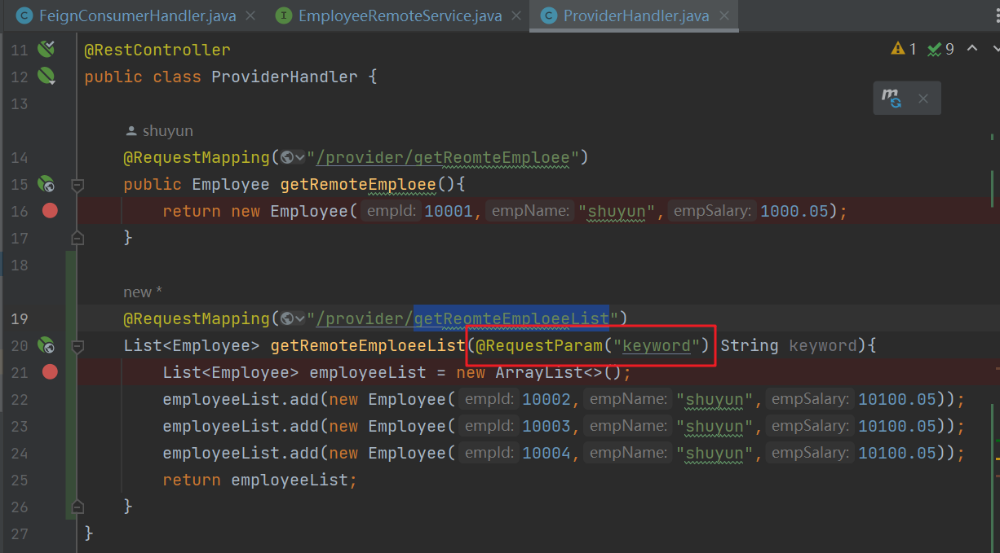 FeignConsumerHandler.java EmployeeRemoteService.java ProviderHandler.java
11 @RestController 1 9
12 public class ProviderHandler {
13
shuyun
14 @RequestMapping("/provider/getReomteEmploee")
15 public Employee getRemoteEmploee(){
16 return new Employee( empId: 10001, empName: "shuyun", empSalary: 1000.05);
17 }
18
new *
19 @RequestMapping("/provider/getReomteEmploeeList")
20 List<Employee> getRemoteEmploeeList(@RequestParam("keyword") String keyword){
21 List<Employee> employeeList = new ArrayList<>();
22 employeeList.add(new Employee( empId: 10002, empName: "shuyun", empSalary: 10100.05));
23 employeeList.add(new Employee( empId: 10003, empName: "shuyun", empSalary: 10100.05));
24 employeeList.add(new Employee( empId: 10004, empName: "shuyun", empSalary: 10100.05));
25 return employeeList;
26 }
27 }